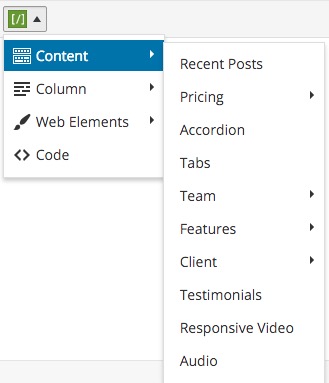 [/]
Content
Column
Web Elements
Code
Recent Posts
Pricing
Accordion
Tabs
Team
Features
Client
Testimonials
Responsive Video
Audio